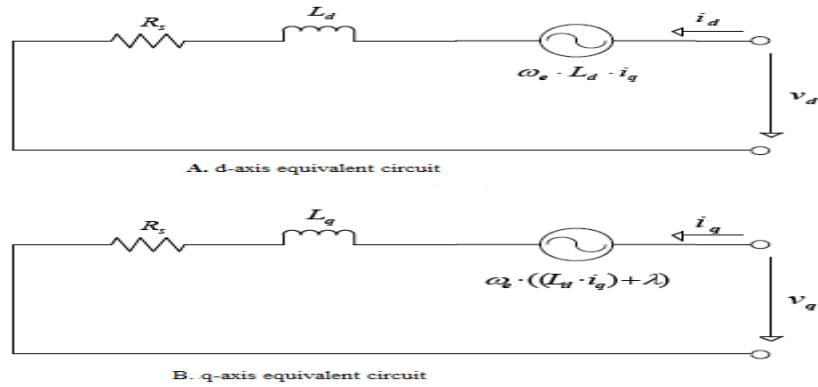 R_s L_d i_d
ω_e · L_d · i_q
v_d
A. d-axis equivalent circuit
R_s L_q i_q
ω_e · ((L_d · i_q) + λ)
v_q
B. q-axis equivalent circuit